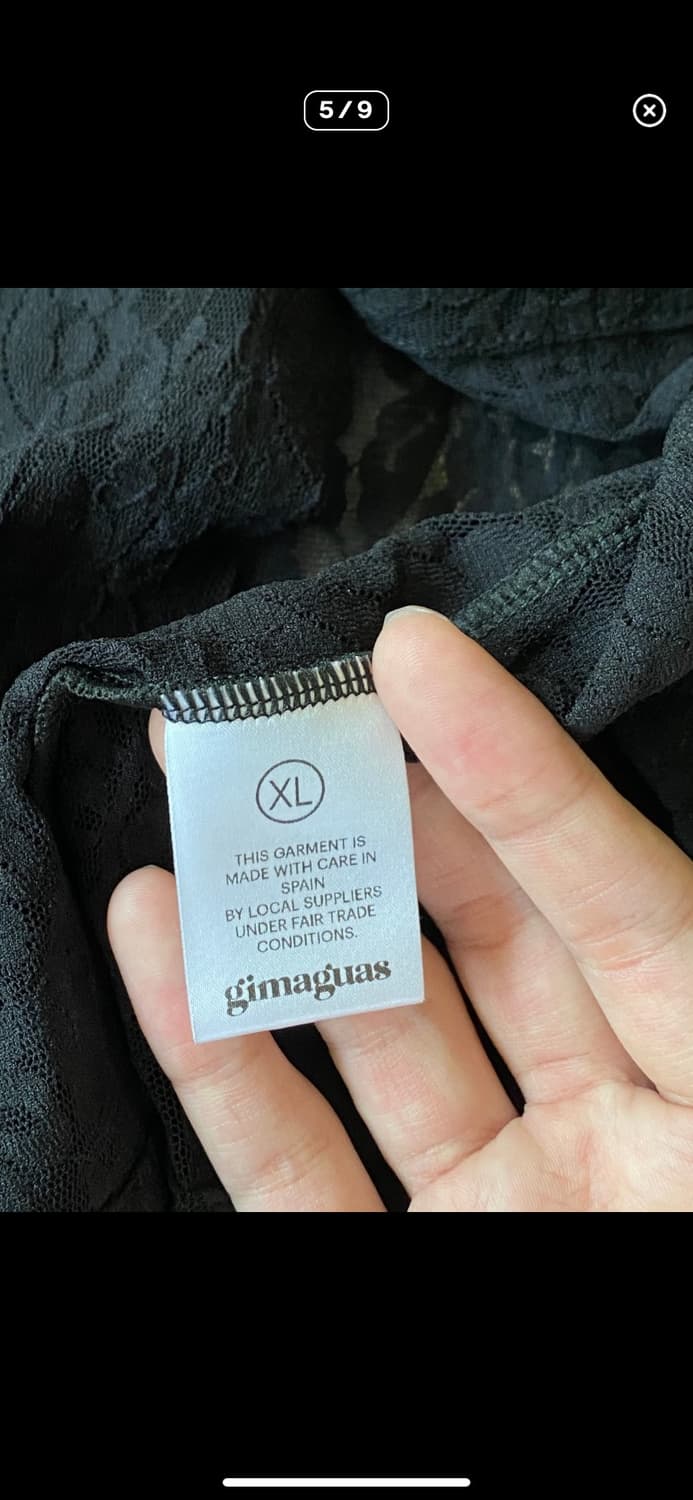 5/9
XL
THIS GARMENT IS
MADE WITH CARE IN
SPAIN
BY LOCAL SUPPLIERS
UNDER FAIR TRADE
CONDITIONS.
gimaguas